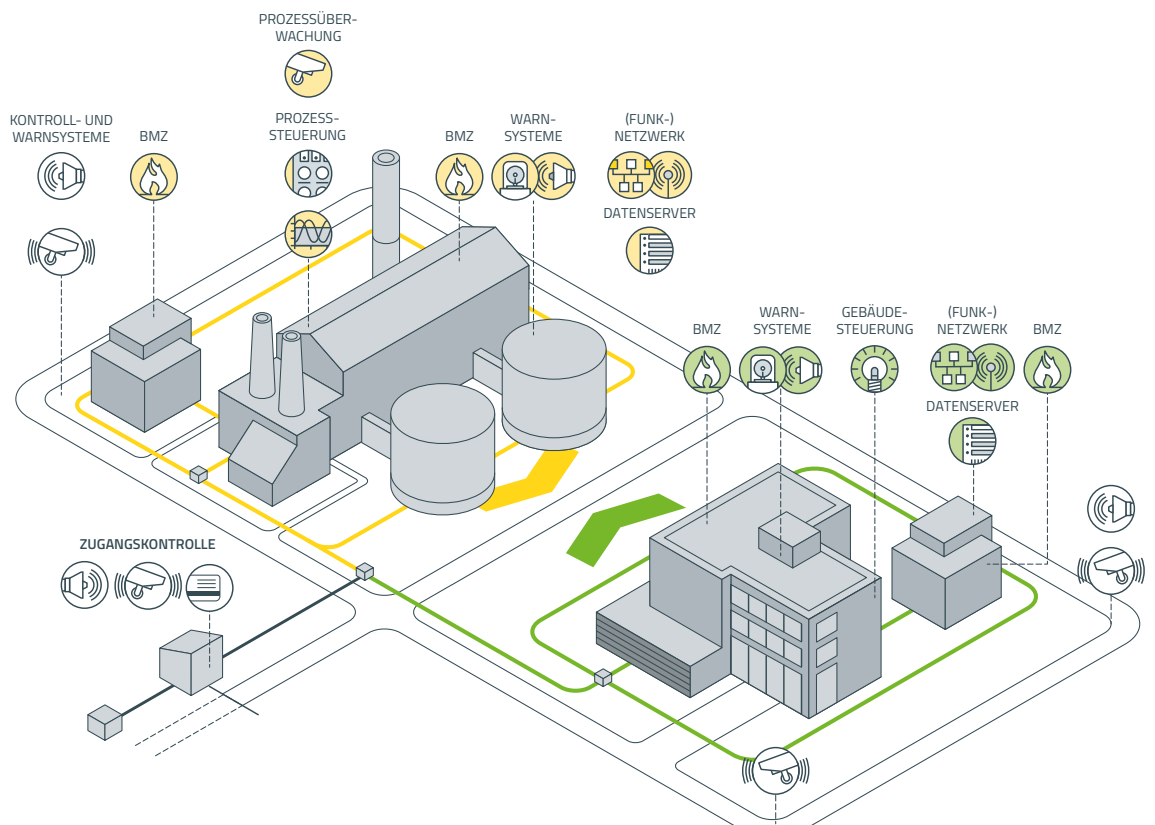 PROZESSÜBER-
WACHUNG
KONTROLL- UND
WARNSYSTEME
BMZ
PROZESS-
STEUERUNG
BMZ
WARN-
SYSTEME
(FUNK-)
NETZWERK
DATENSERVER
BMZ
WARN-
SYSTEME
GEBÄUDE-
STEUERUNG
(FUNK-)
NETZWERK
BMZ
DATENSERVER
ZUGANGSKONTROLLE